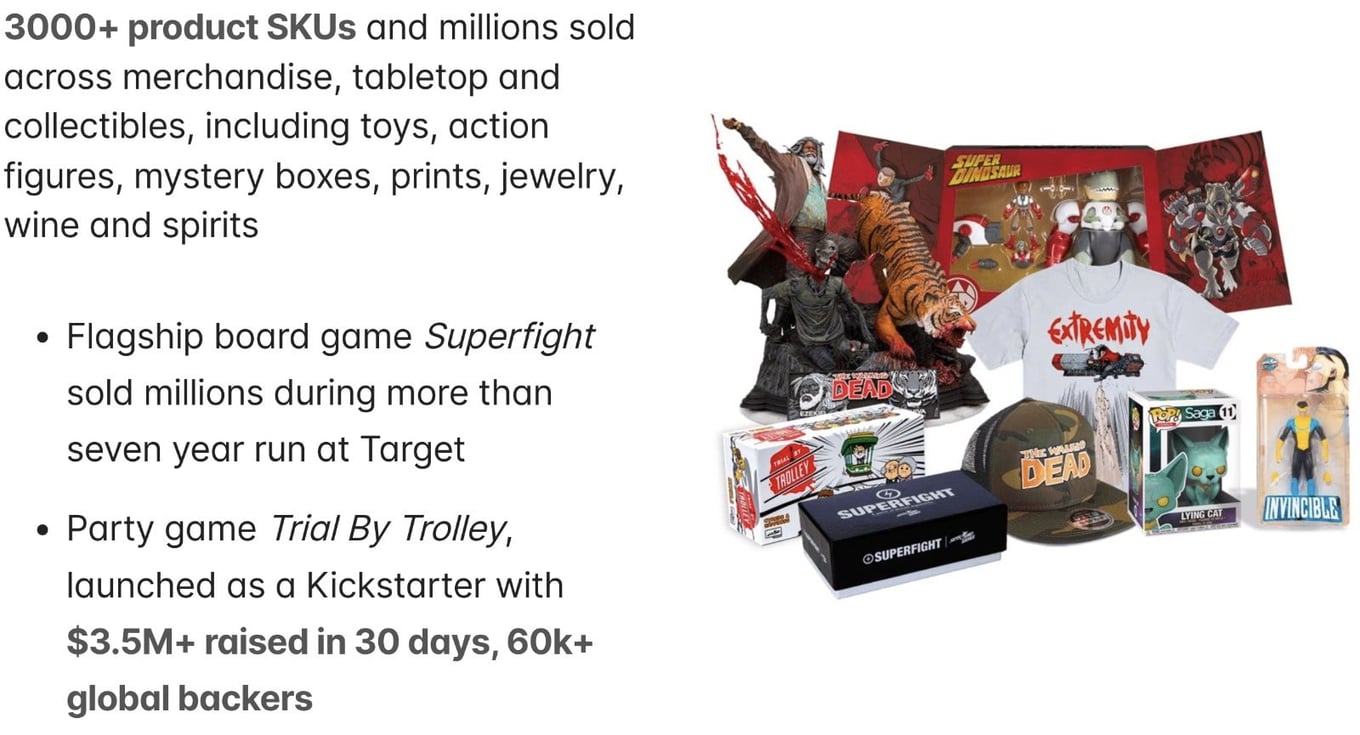 3000+ product SKUs and millions sold
across merchandise, tabletop and
collectibles, including toys, action
figures, mystery boxes, prints, jewelry,
wine and spirits
• Flagship board game Superfight
sold millions during more than
seven year run at Target
• Party game Trial By Trolley,
launched as a Kickstarter with
$3.5M+ raised in 30 days, 60k+
global backers
SUPER
DINOSAUR
EXTREMITY
THE WALKING
DEAD
EZEKIEL
TRIAL BY
TROLLEY
SUPERFIGHT
SUPERFIGHT
THE WALKING
DEAD
POP!
Saga
11
LYING CAT
INVINCIBLE